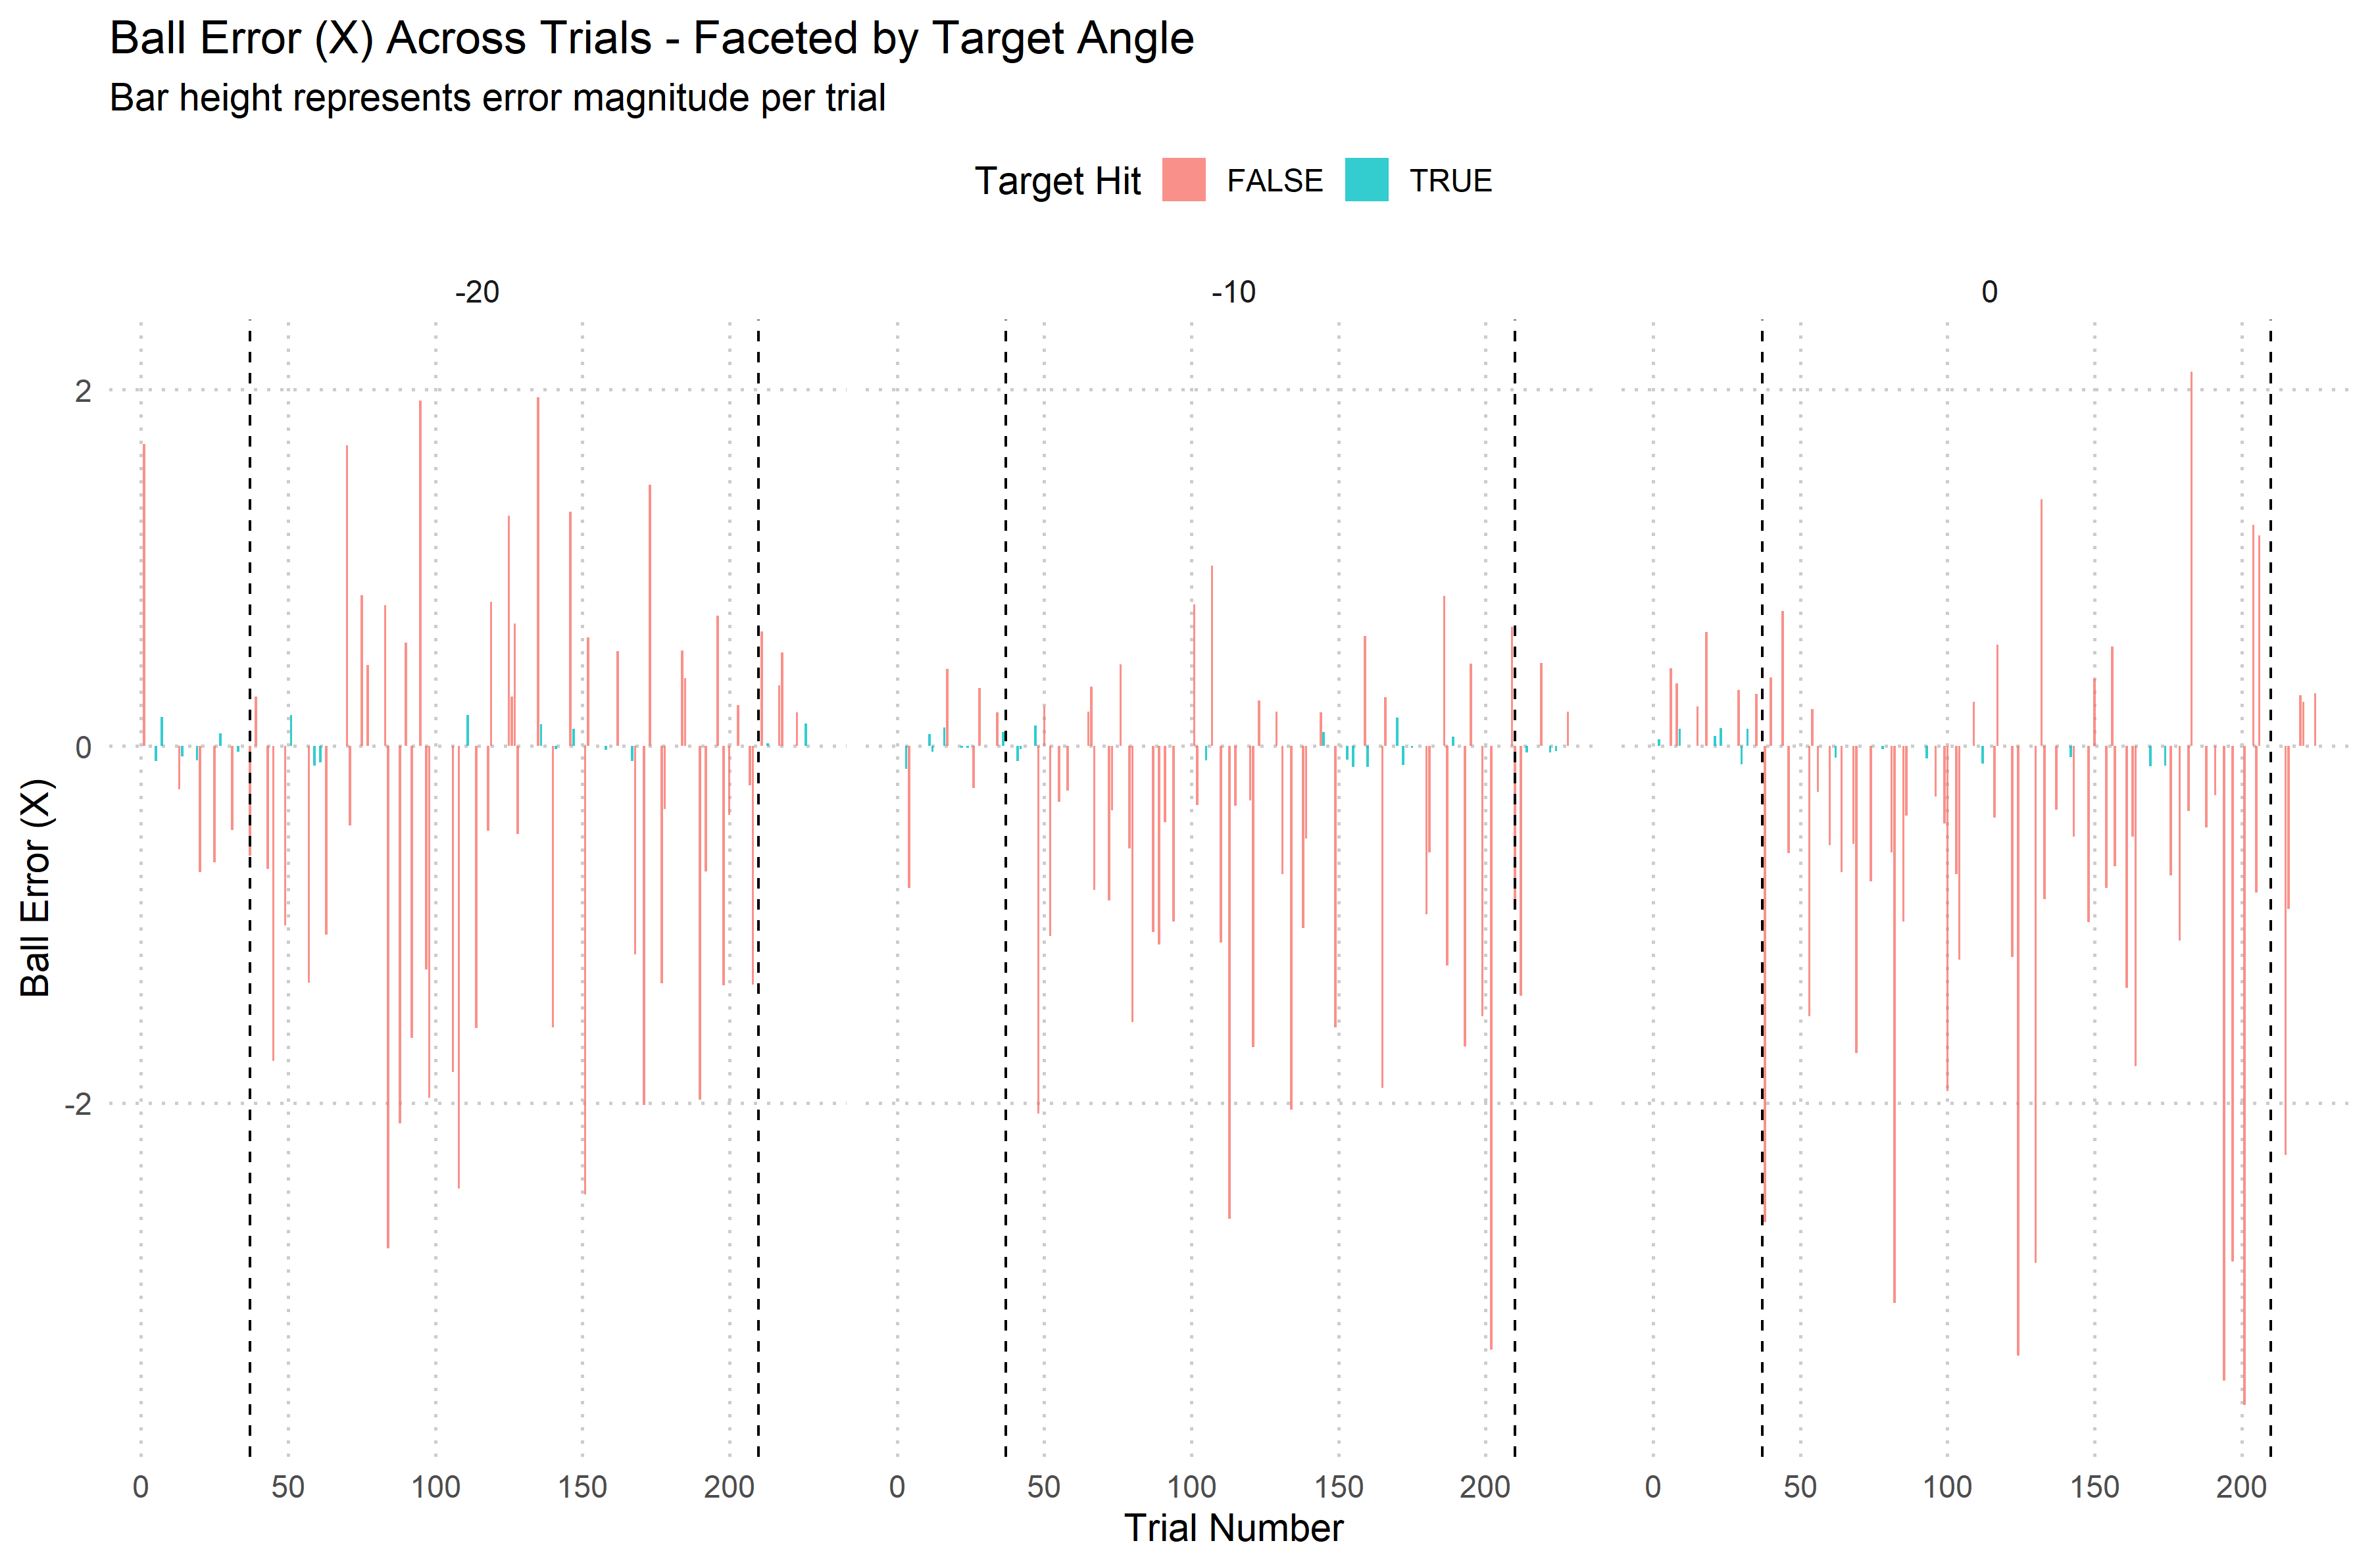 Ball Error (X) Across Trials - Faceted by Target Angle
Bar height represents error magnitude per trial
Target Hit FALSE TRUE
-20 -10 0
2
0
-2
Ball Error (X)
0 50 100 150 200 0 50 100 150 200 0 50 100 150 200
Trial Number